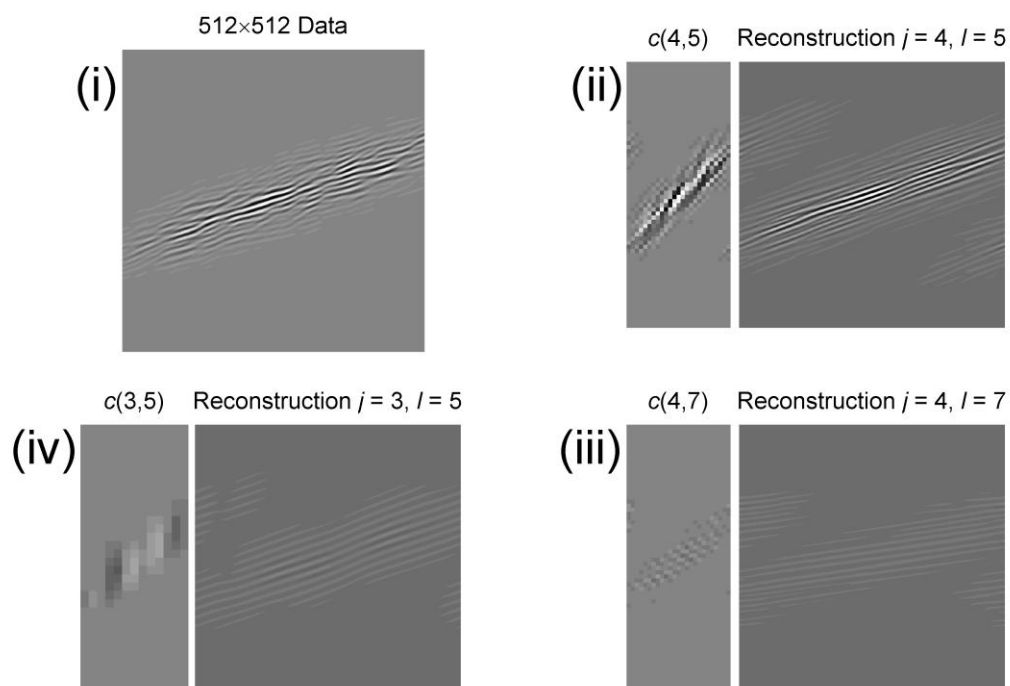 512×512 Data
(i)
c(4,5) Reconstruction j = 4, l = 5
(ii)
c(3,5) Reconstruction j = 3, l = 5
(iv)
c(4,7) Reconstruction j = 4, l = 7
(iii)